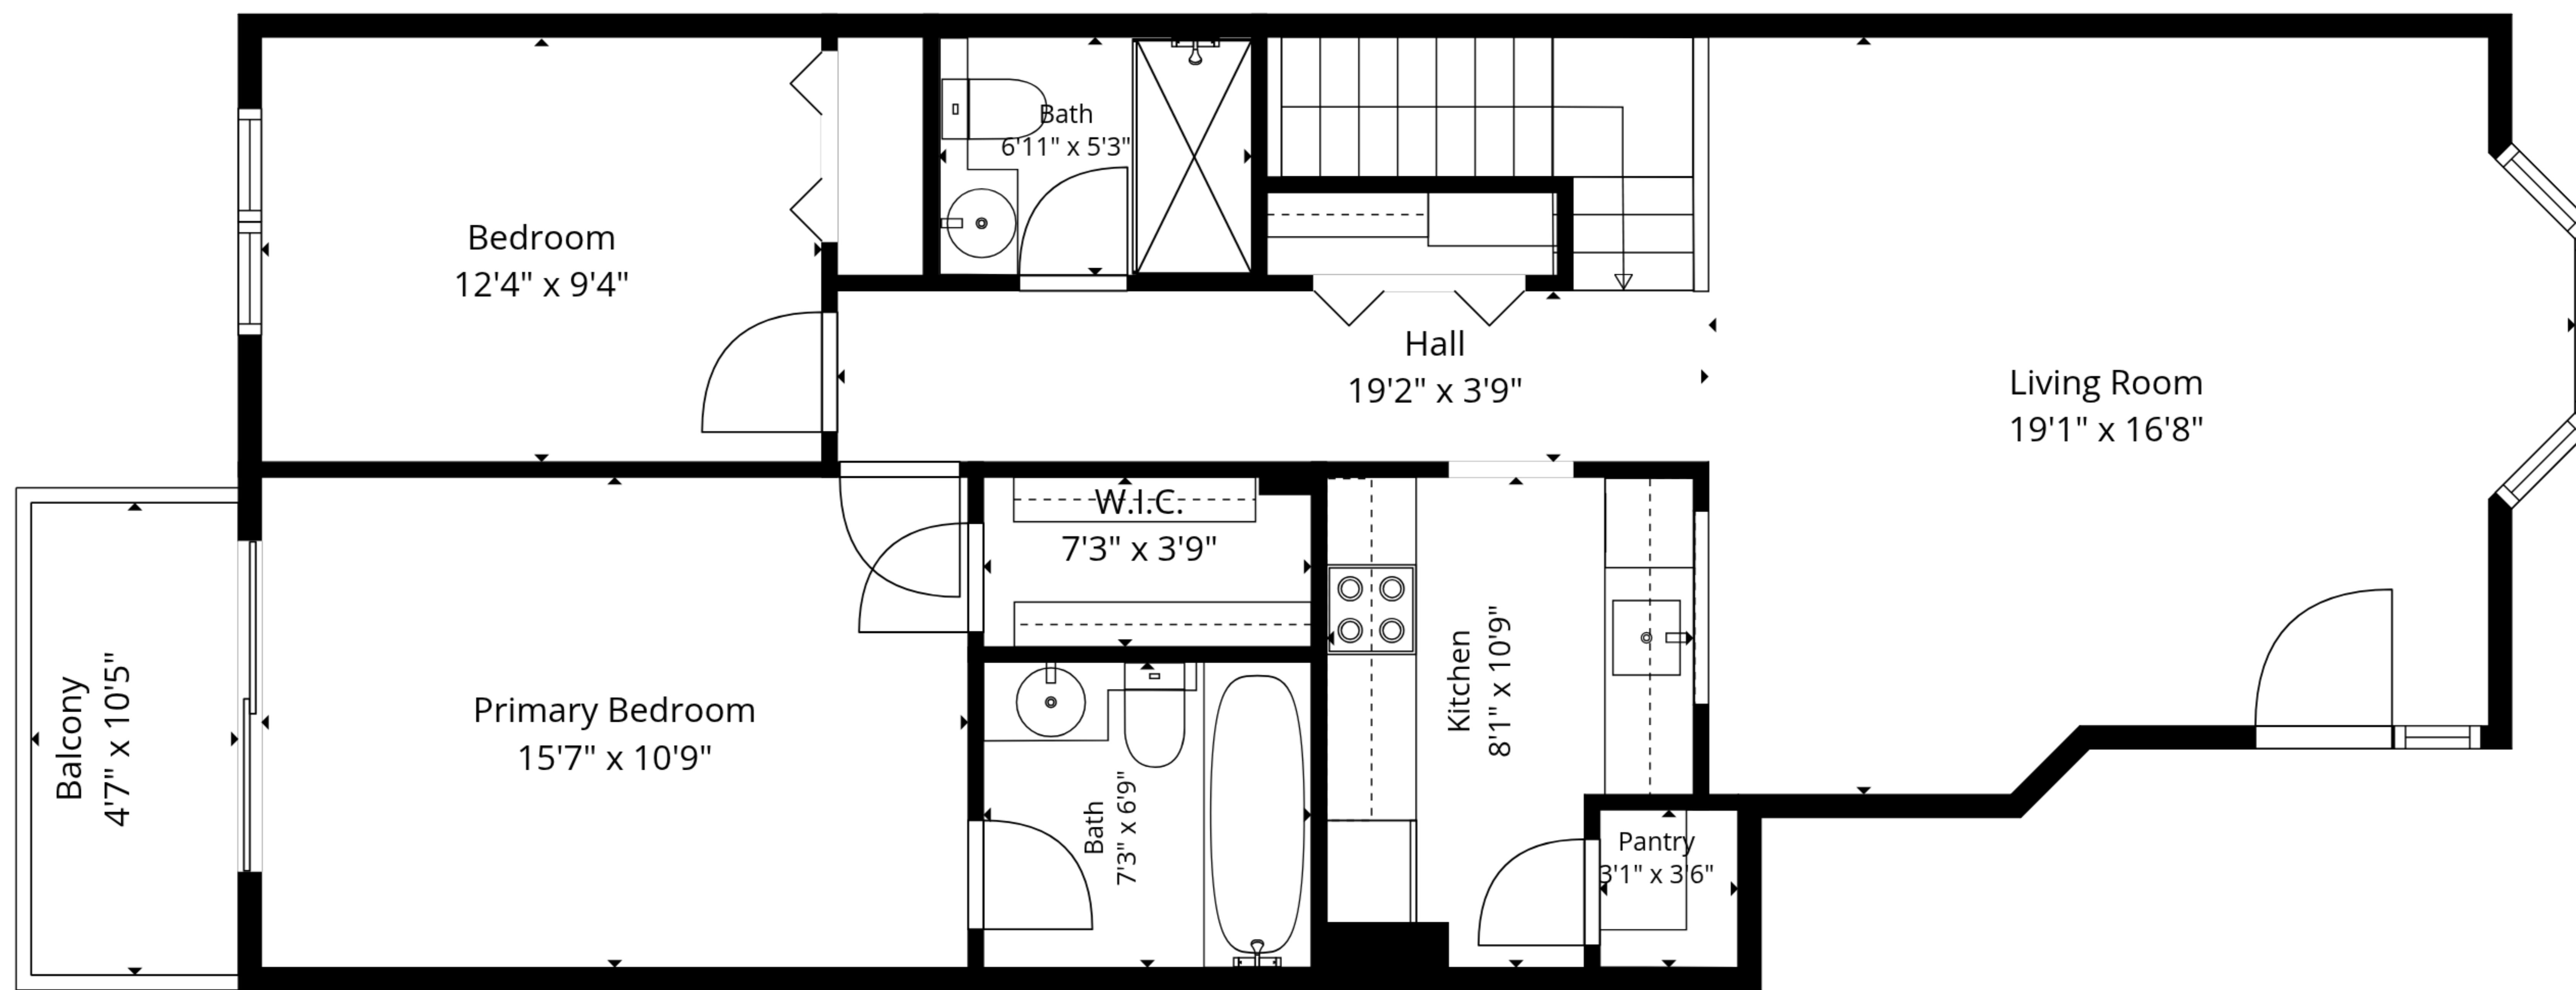 Bath
6'11" x 5'3"
Bedroom
12'4" x 9'4"
Hall
19'2" x 3'9"
Living Room
19'1" x 16'8"
W.I.C.
7'3" x 3'9"
Balcony
4'7" x 10'5"
Primary Bedroom
15'7" x 10'9"
Kitchen
8'1" x 10'9"
Bath
7'3" x 6'9"
Pantry
3'1" x 3'6"